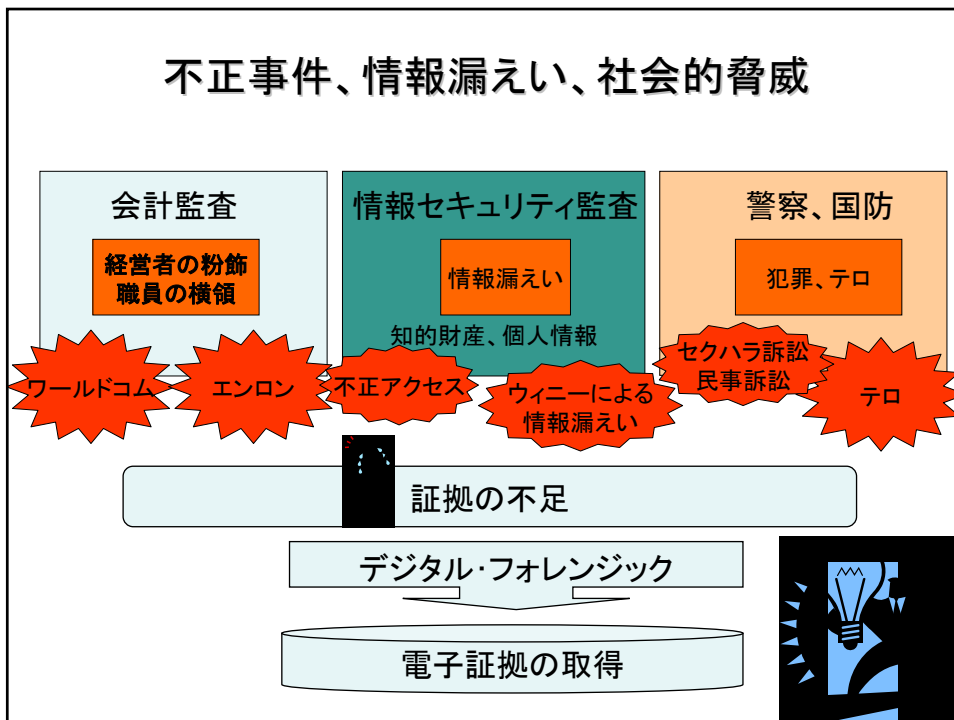 不正事件、情報漏えい、社会的脅威
会計監査
経営者の粉飾
職員の横領
ワールドコム
エンロン
情報セキュリティ監査
情報漏えい
知的財産、個人情報
不正アクセス
ウィニーによる
情報漏えい
警察、国防
犯罪、テロ
セクハラ訴訟
民事訴訟
テロ
証拠の不足
デジタル・フォレンジック
電子証拠の取得